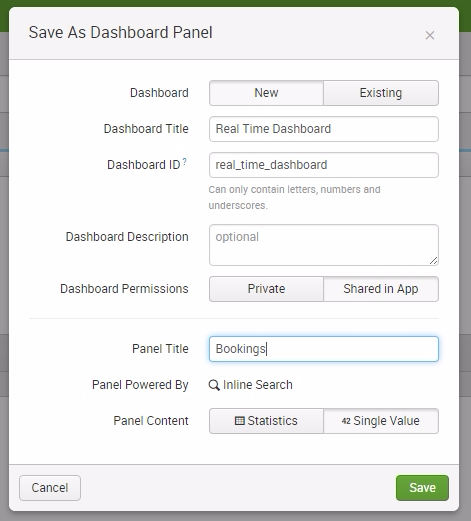 Save As Dashboard Panel ×
Dashboard New Existing
Dashboard Title Real Time Dashboard
Dashboard ID? real_time_dashboard
Can only contain letters, numbers and
underscores.
Dashboard Description optional
Dashboard Permissions Private Shared in App
Panel Title Bookings
Panel Powered By Inline Search
Panel Content Statistics 42 Single Value
Cancel Save